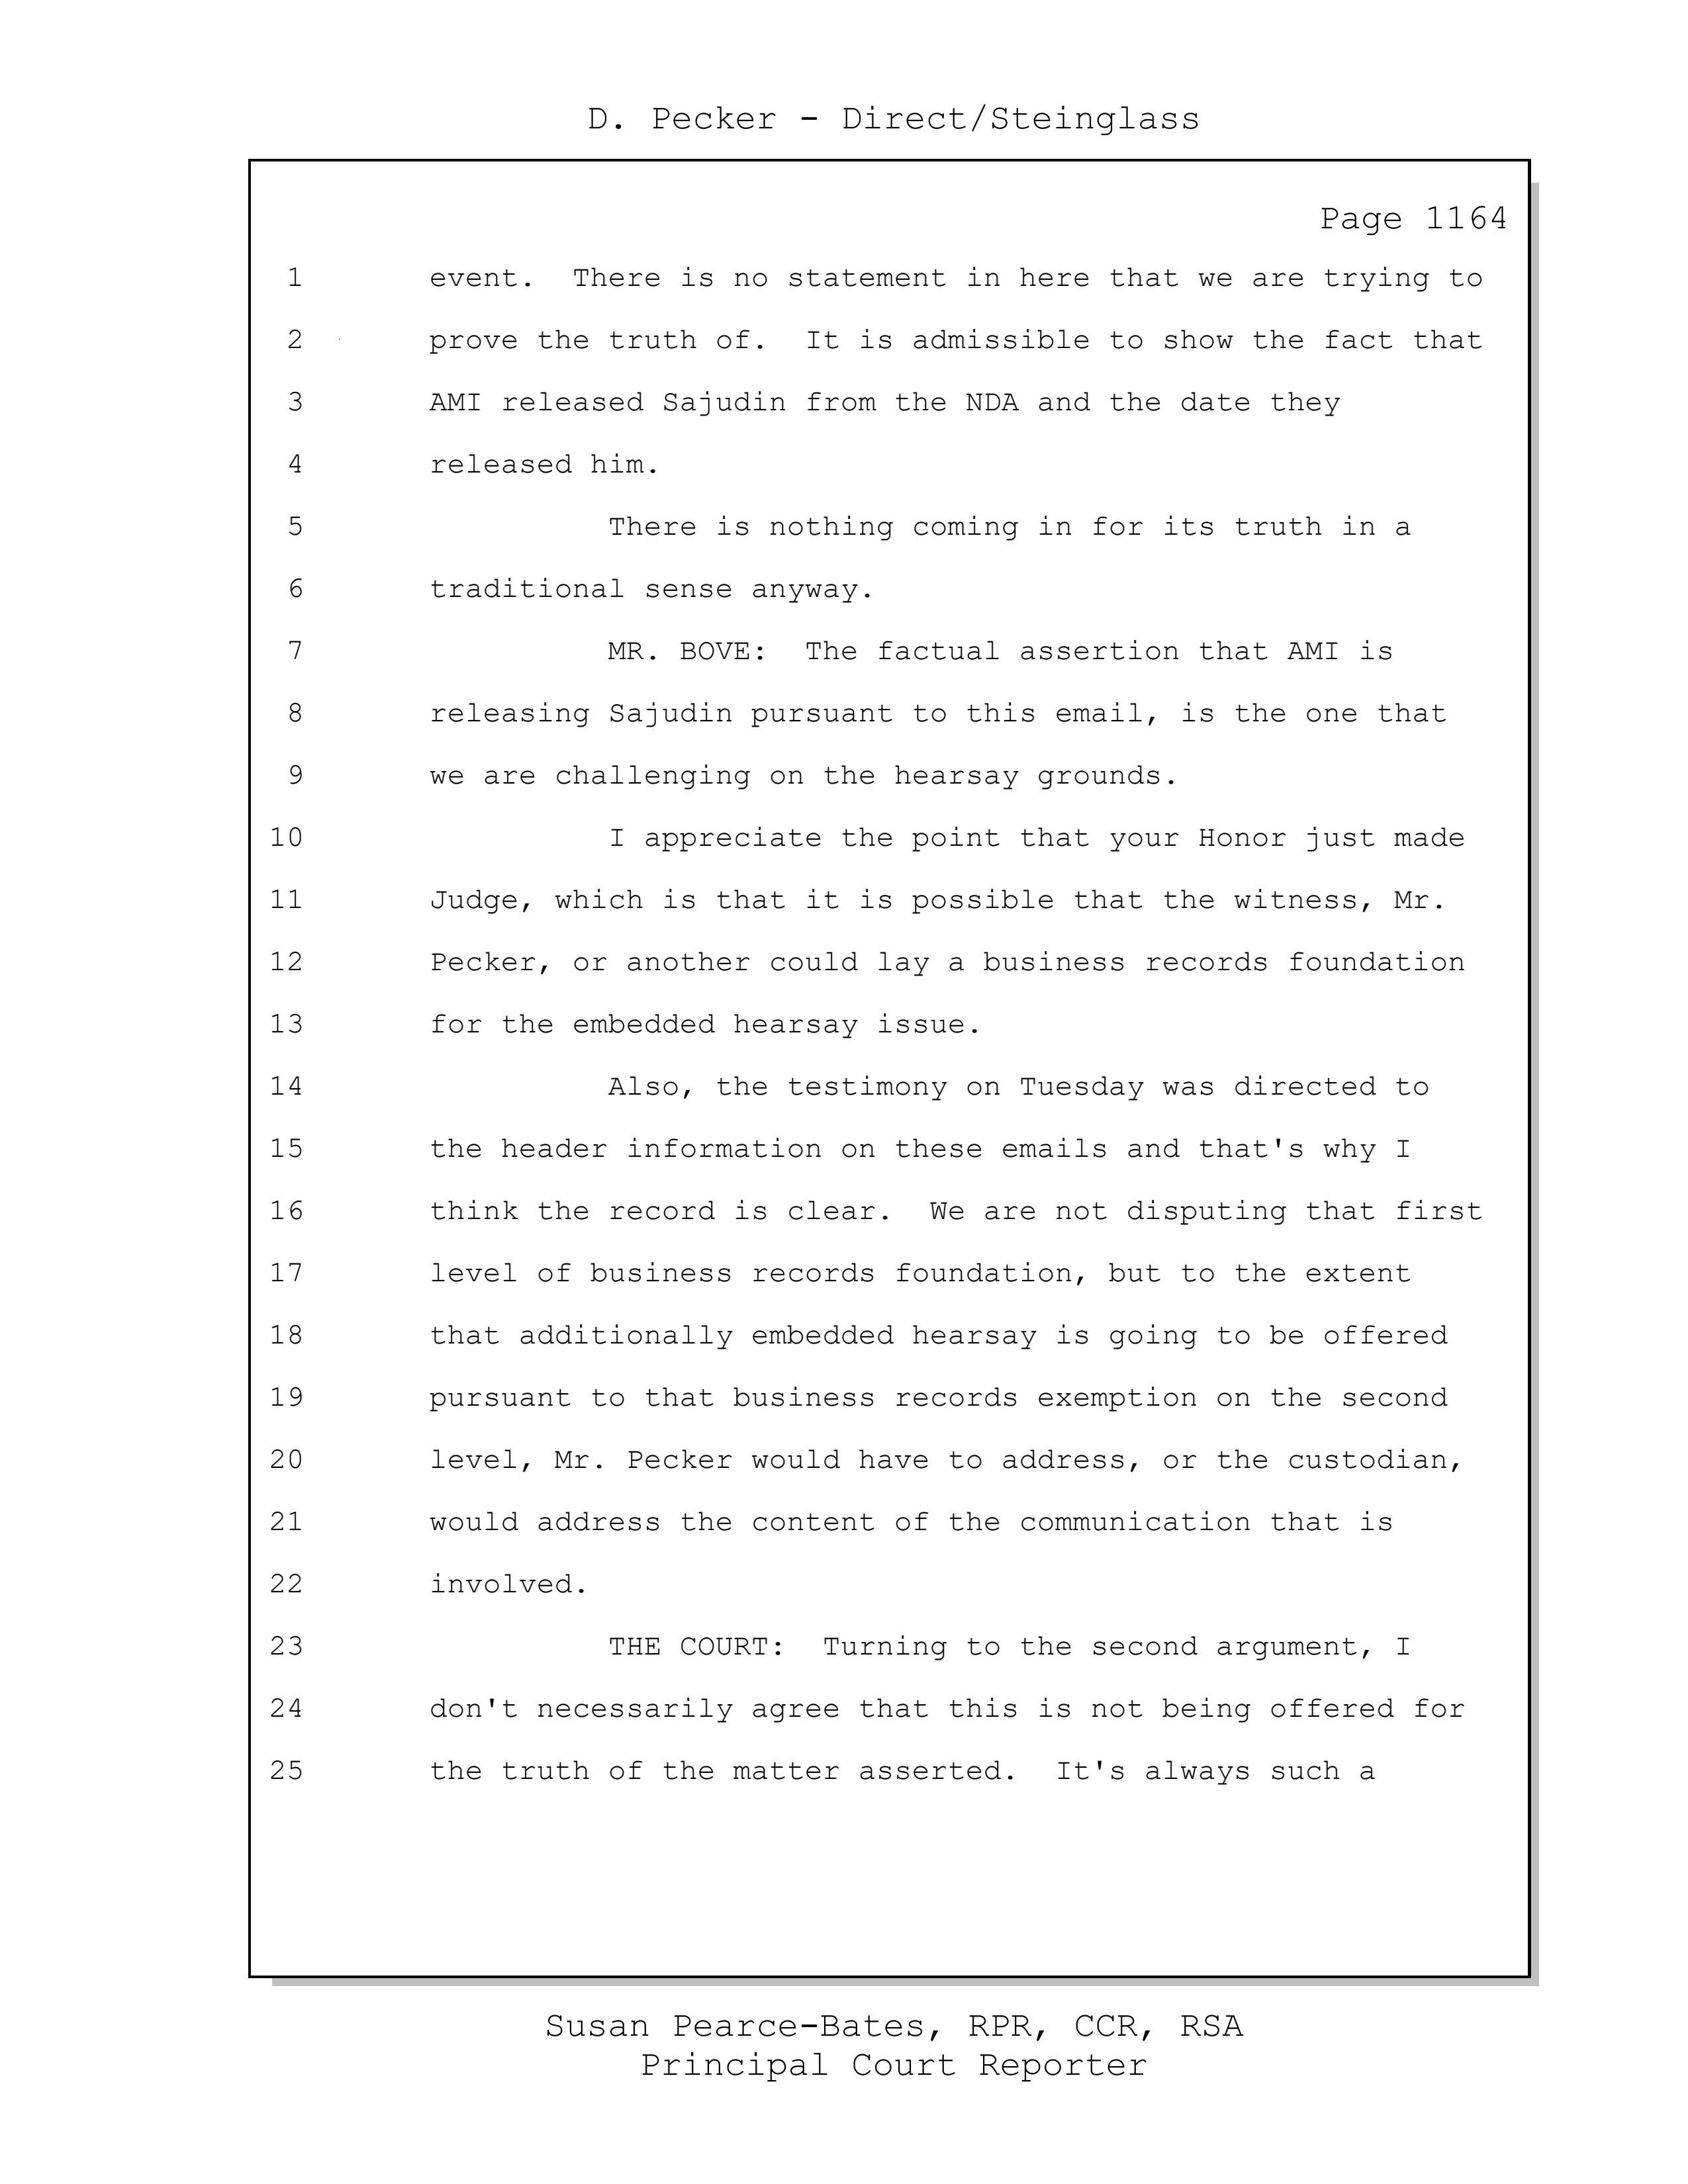 D. Pecker - Direct/Steinglass
Page 1164
1 event. There is no statement in here that we are trying to
2 prove the truth of. It is admissible to show the fact that
3 AMI released Sajudin from the NDA and the date they
4 released him.
5 There is nothing coming in for its truth in a
6 traditional sense anyway.
7 MR. BOVE: The factual assertion that AMI is
8 releasing Sajudin pursuant to this email, is the one that
9 we are challenging on the hearsay grounds.
10 I appreciate the point that your Honor just made
11 Judge, which is that it is possible that the witness, Mr.
12 Pecker, or another could lay a business records foundation
13 for the embedded hearsay issue.
14 Also, the testimony on Tuesday was directed to
15 the header information on these emails and that's why I
16 think the record is clear. We are not disputing that first
17 level of business records foundation, but to the extent
18 that additionally embedded hearsay is going to be offered
19 pursuant to that business records exemption on the second
20 level, Mr. Pecker would have to address, or the custodian,
21 would address the content of the communication that is
22 involved.
23 THE COURT: Turning to the second argument, I
24 don't necessarily agree that this is not being offered for
25 the truth of the matter asserted. It's always such a
Susan Pearce-Bates, RPR, CCR, RSA
Principal Court Reporter